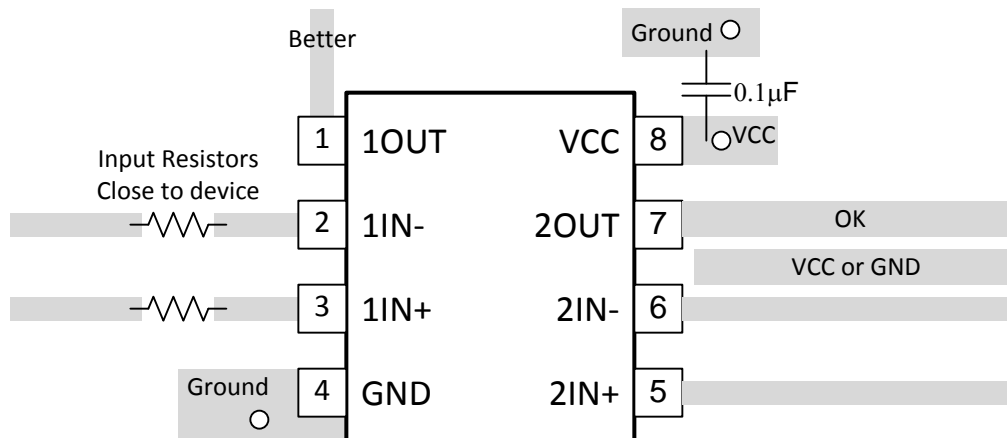 Better
Ground
0.1μF
1 1OUT VCC 8 VCC
Input Resistors
Close to device
2 1IN- 2OUT 7 OK
VCC or GND
3 1IN+ 2IN- 6
Ground
4 GND 2IN+ 5